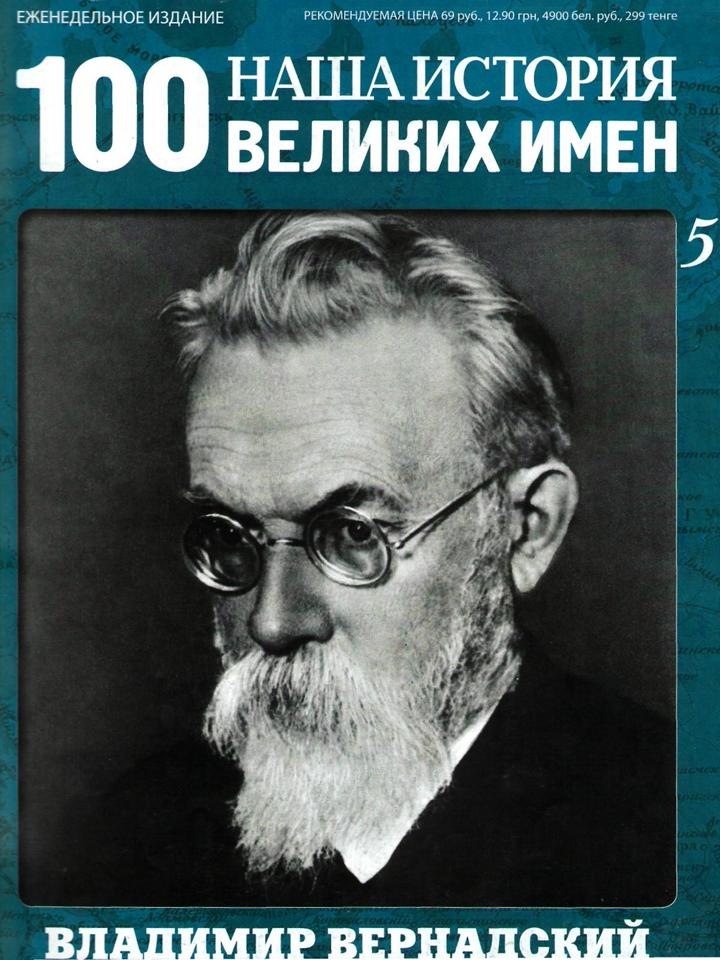 ЕЖЕНЕДЕЛЬНОЕ ИЗДАНИЕ
РЕКОМЕНДУЕМАЯ ЦЕНА 69 руб., 12.90 грн, 4900 бел. руб., 299 тенге
100 НАША ИСТОРИЯ
ВЕЛИКИХ ИМЕН
5
ВЛАДИМИР ВЕРНАДСКИЙ